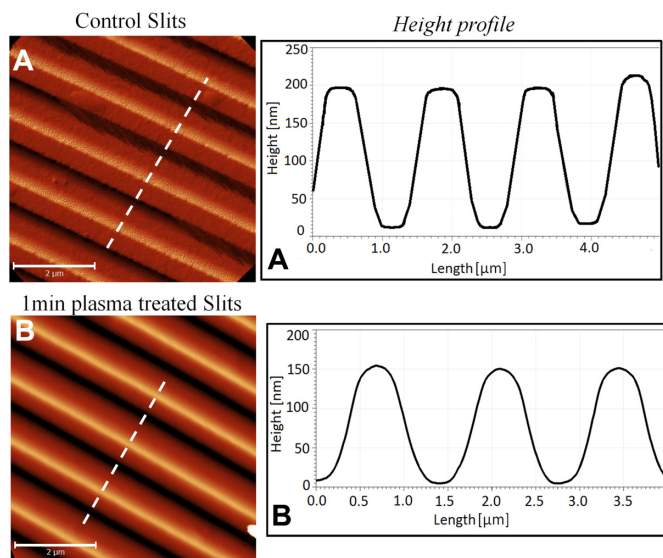 Control Slits
Height profile
A
2 µm
Height [nm]
250
200
150
100
50
0
0.0 1.0 2.0 3.0 4.0
A
Length [µm]
1min plasma treated Slits
B
2 µm
Height [nm]
200
150
100
50
0
0.0 0.5 1.0 1.5 2.0 2.5 3.0 3.5
B
Length [µm]